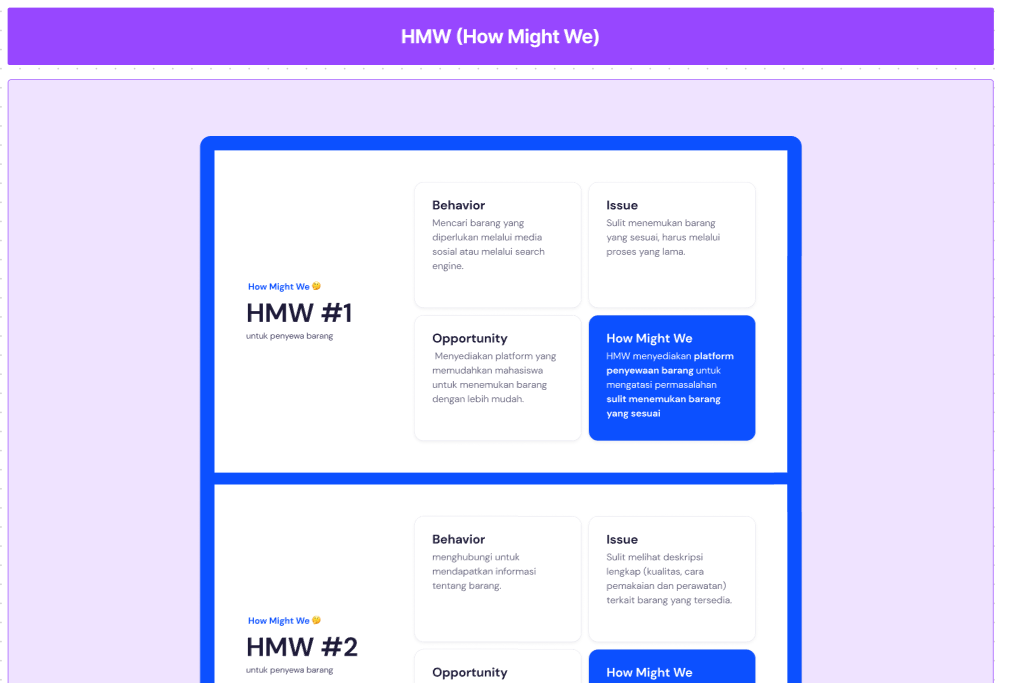 HMW (How Might We)
How Might We 🤔
HMW #1
untuk penyewa barang
Behavior
Mencari barang yang
diperlukan melalui media
sosial atau melalui search
engine.
Issue
Sulit menemukan barang
yang sesuai, harus melalui
proses yang lama.
Opportunity
Menyediakan platform yang
memudahkan mahasiswa
untuk menemukan barang
dengan lebih mudah.
How Might We
HMW menyediakan platform
penyewaan barang untuk
mengatasi permasalahan
sulit menemukan barang
yang sesuai
How Might We 🤔
HMW #2
untuk penyewa barang
Behavior
menghubungi untuk
mendapatkan informasi
tentang barang.
Issue
Sulit melihat deskripsi
lengkap (kualitas, cara
pemakaian dan perawatan)
terkait barang yang tersedia.
Opportunity
How Might We